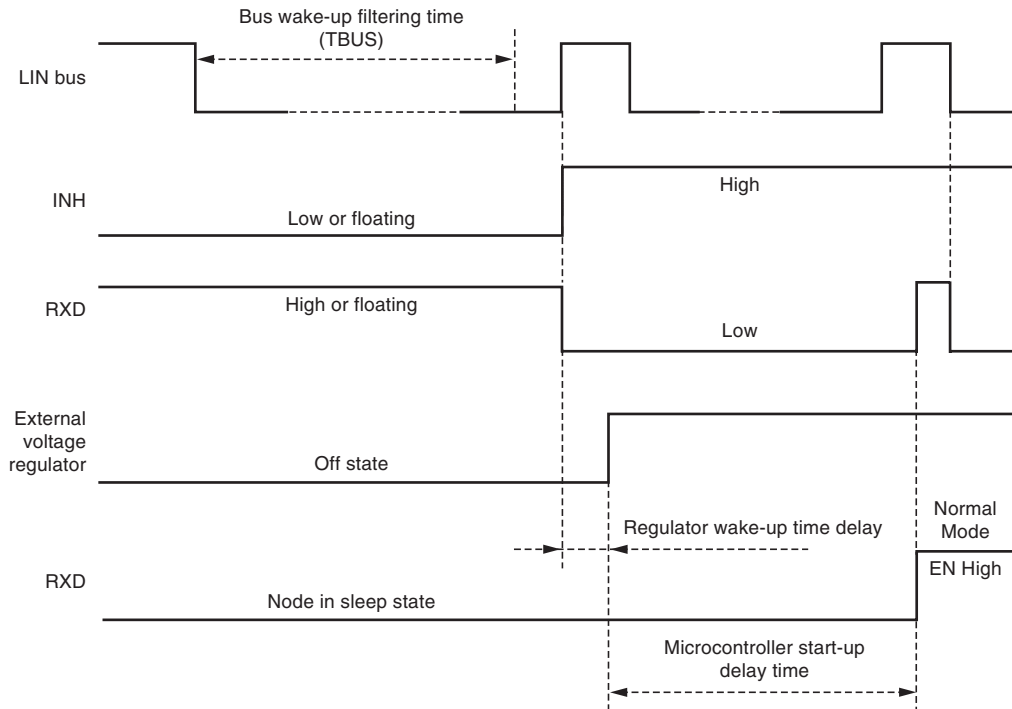 Bus wake-up filtering time
(TBUS)
LIN bus
INH
High
Low or floating
RXD
High or floating
Low
External
voltage
regulator
Off state
Regulator wake-up time delay
Normal
Mode
RXD
EN High
Node in sleep state
Microcontroller start-up
delay time